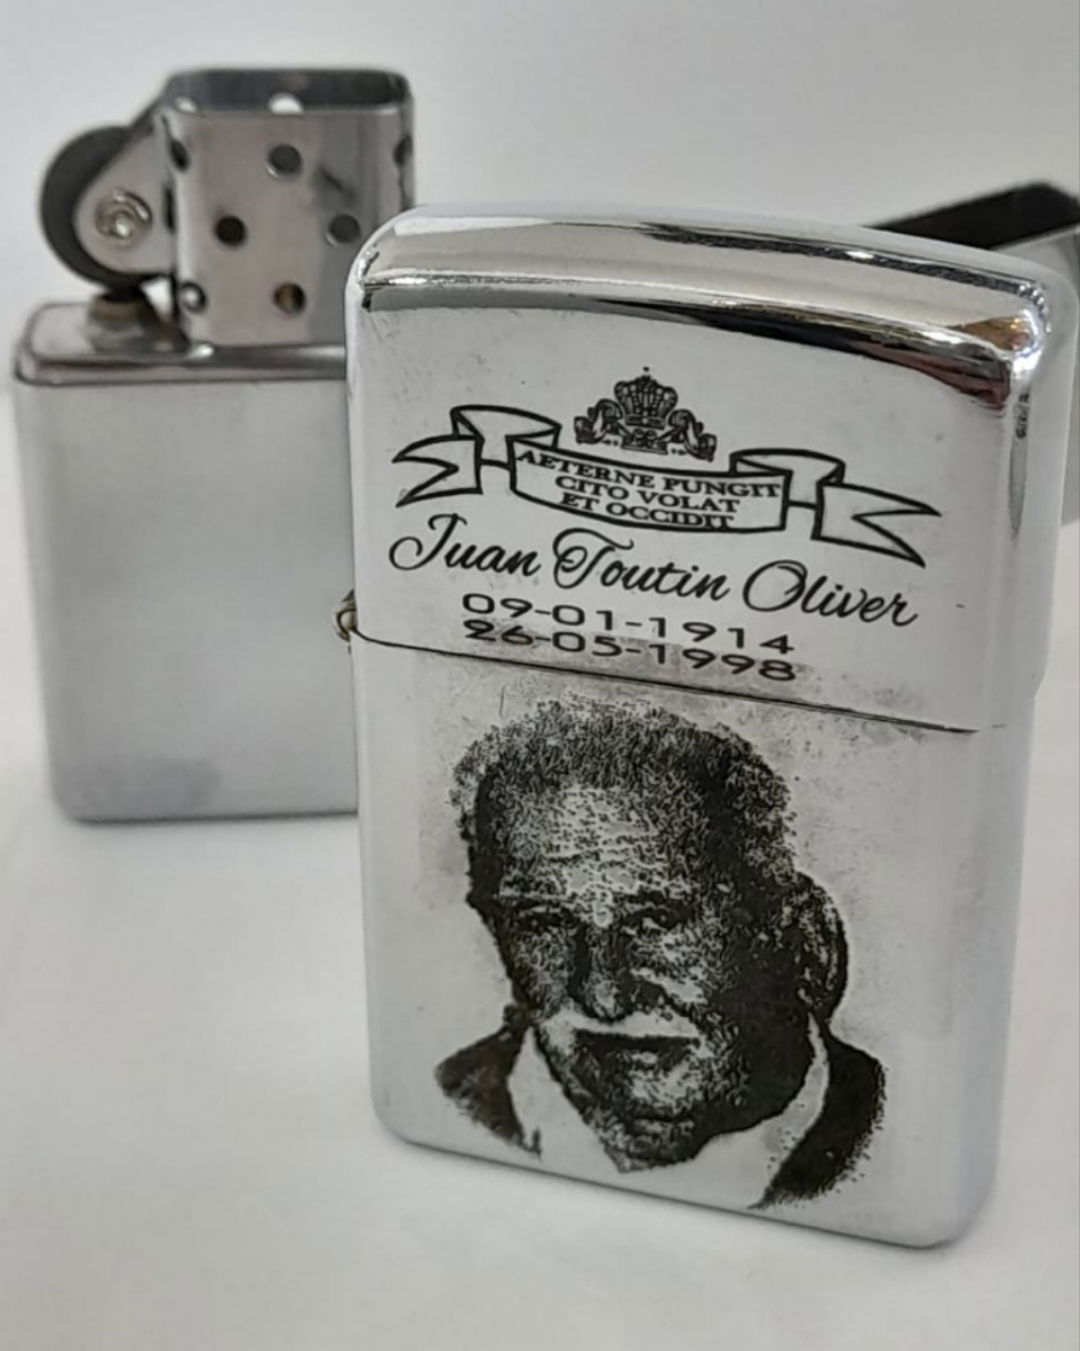 AETERNE PUNGIT
CITO VOLAT
ET OCCIDIT
Juan Toutin Oliver
09-01-1914
26-05-1998